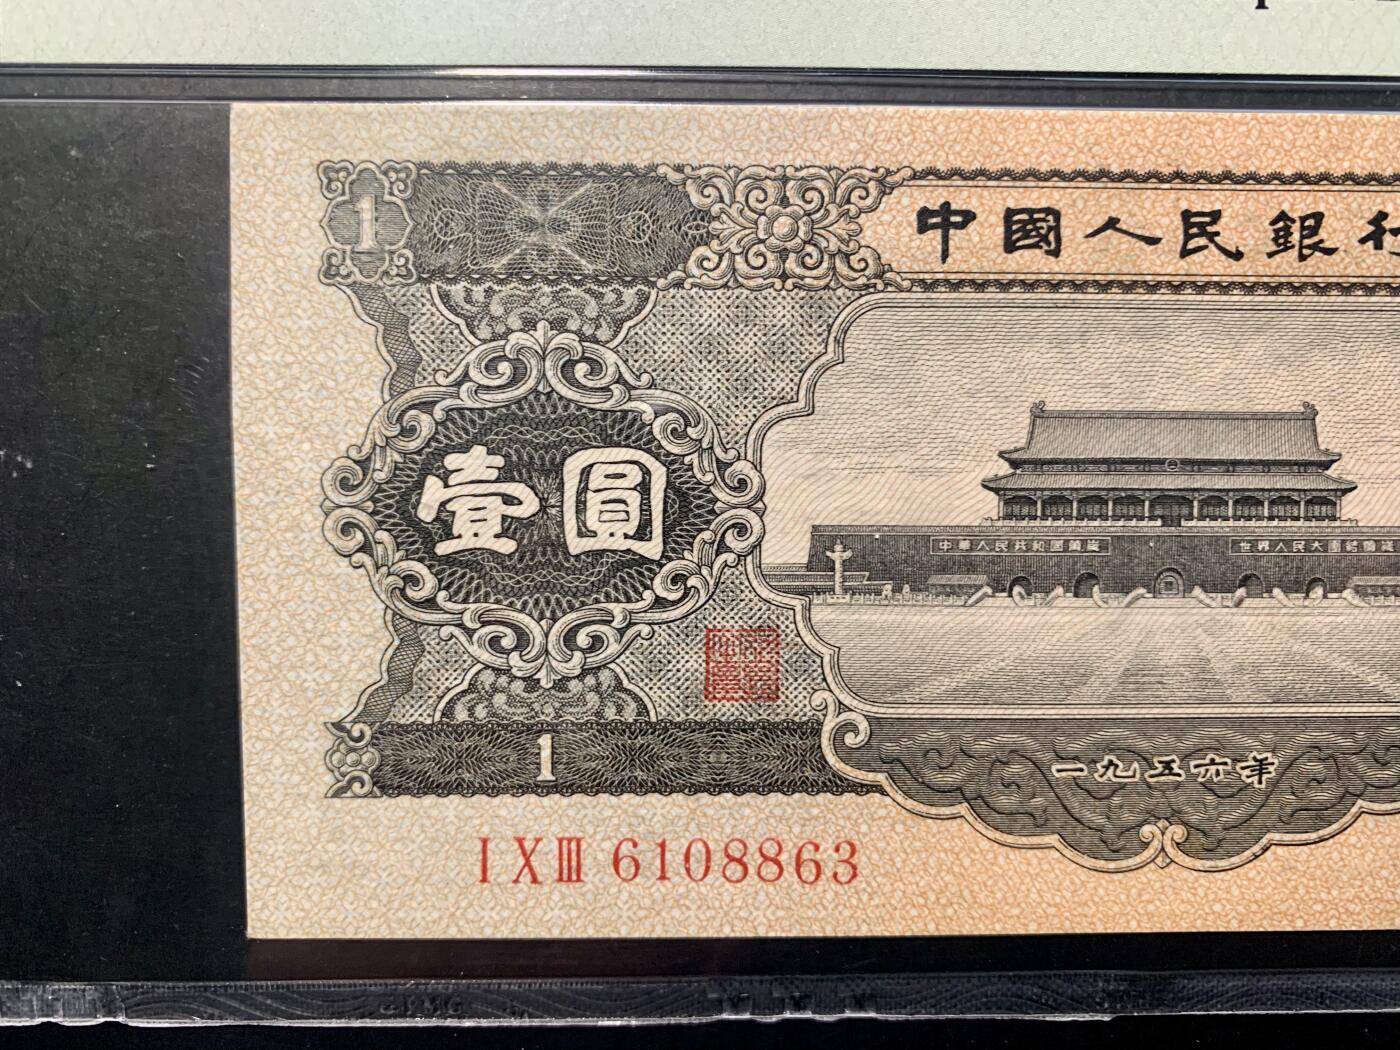 中國人民銀行
1
壹圓
中華人民共和國萬歲
世界人民大團結萬歲
1
一九五六年
I X III 6108863